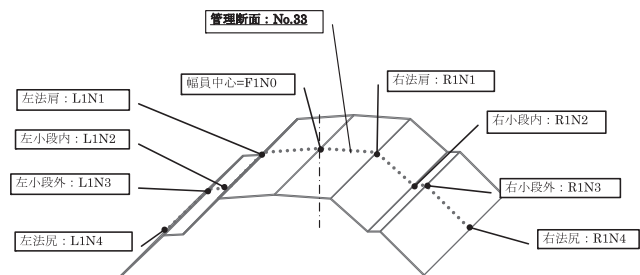 管理断面：No.33
幅員中心=F1N0
右法肩：R1N1
左法肩：L1N1
右小段内：R1N2
左小段内：L1N2
左小段外：L1N3
右小段外：R1N3
左法尻：L1N4
右法尻：R1N4